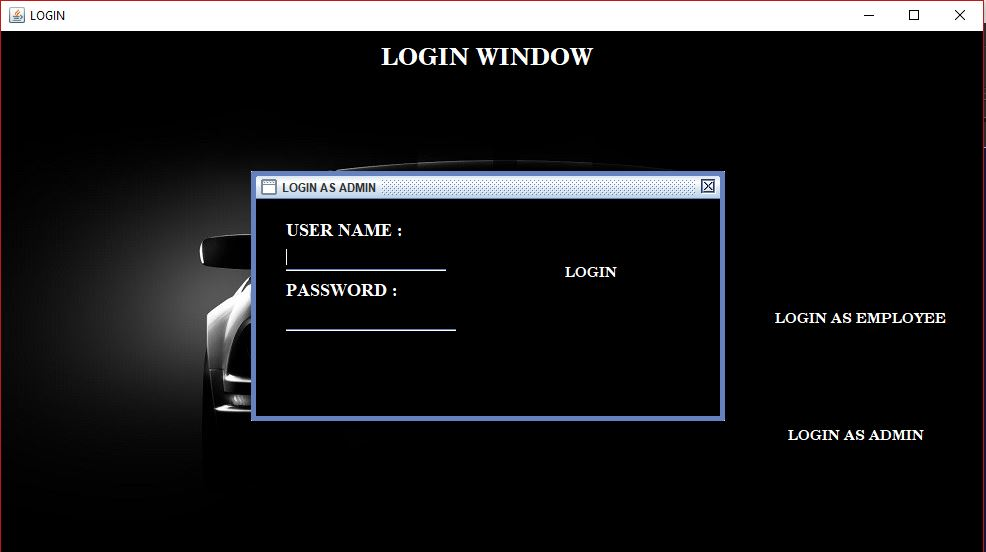 LOGIN
LOGIN WINDOW
LOGIN AS ADMIN
USER NAME :
LOGIN
PASSWORD :
LOGIN AS EMPLOYEE
LOGIN AS ADMIN